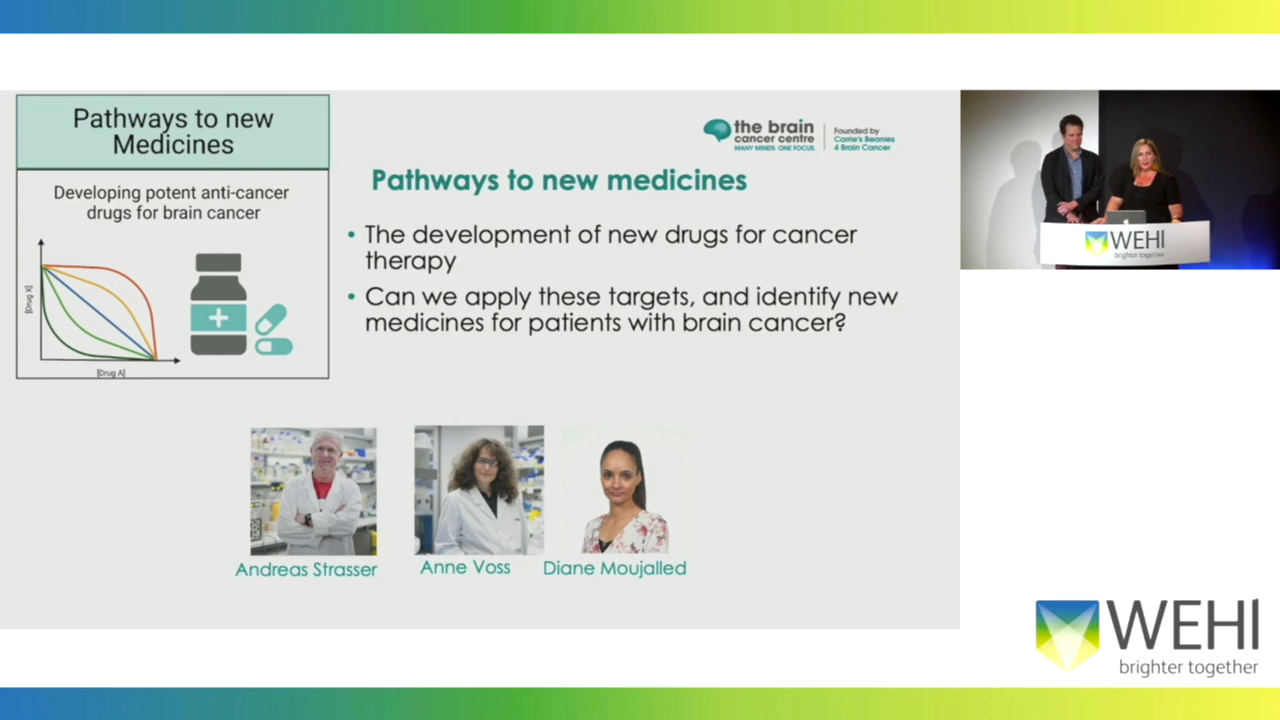 Pathways to new
Medicines
Developing potent anti-cancer
drugs for brain cancer
[Drug X]
[Drug A]
the brain
cancer centre
MANY MINDS. ONE FOCUS.
Founded by
Carrie's Beanies
4 Brain Cancer
Pathways to new medicines
• The development of new drugs for cancer
therapy
• Can we apply these targets, and identify new
medicines for patients with brain cancer?
Andreas Strasser
Anne Voss
Diane Moujalled
WEHI
brighter together
WEHI
brighter together